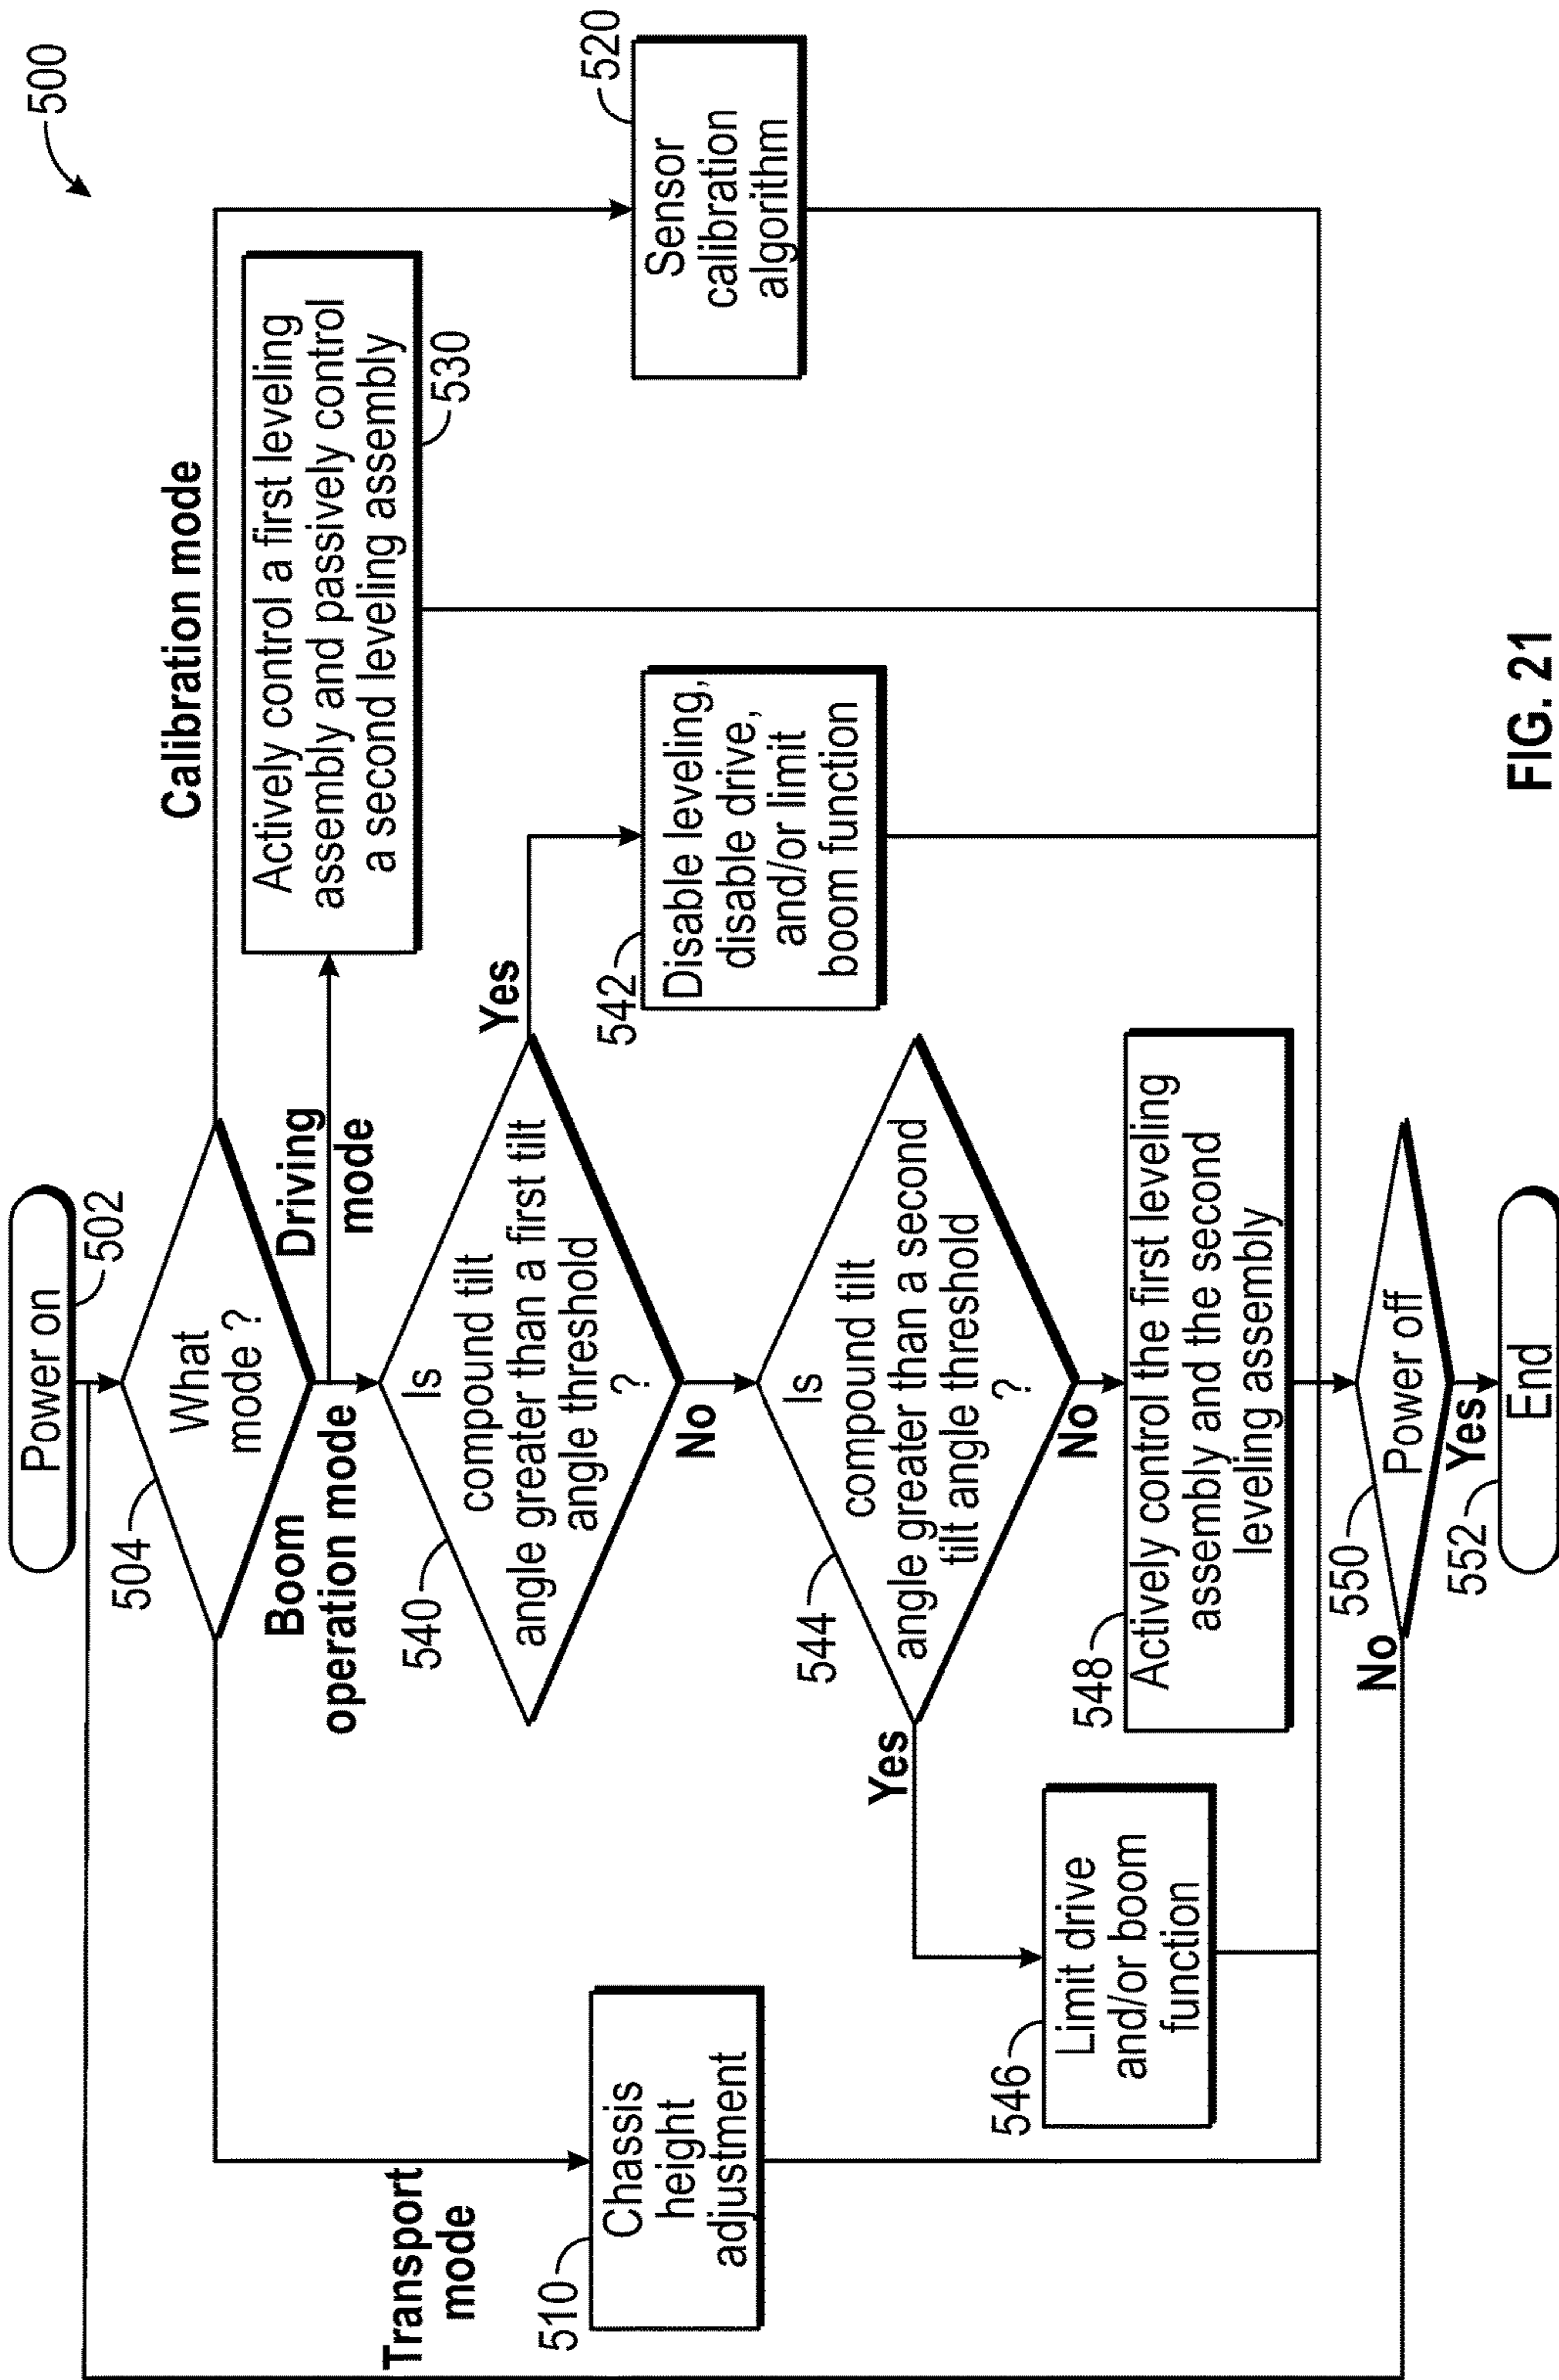 500
Power on
502
504
What
mode ?
Calibration mode
Transport
mode
Boom
operation mode
Driving
mode
Actively control a first leveling
assembly and passively control
a second leveling assembly
530
510
Chassis
height
adjustment
540
Is
compound tilt
angle greater than a first tilt
angle threshold
?
Yes
No
542
Disable leveling,
disable drive,
and/or limit
boom function
520
Sensor
calibration
algorithm
544
Is
compound tilt
angle greater than a second
tilt angle threshold
?
Yes
No
546
Limit drive
and/or boom
function
548
Actively control the first leveling
assembly and the second
leveling assembly
550
Power off
No
Yes
552
End
FIG. 21